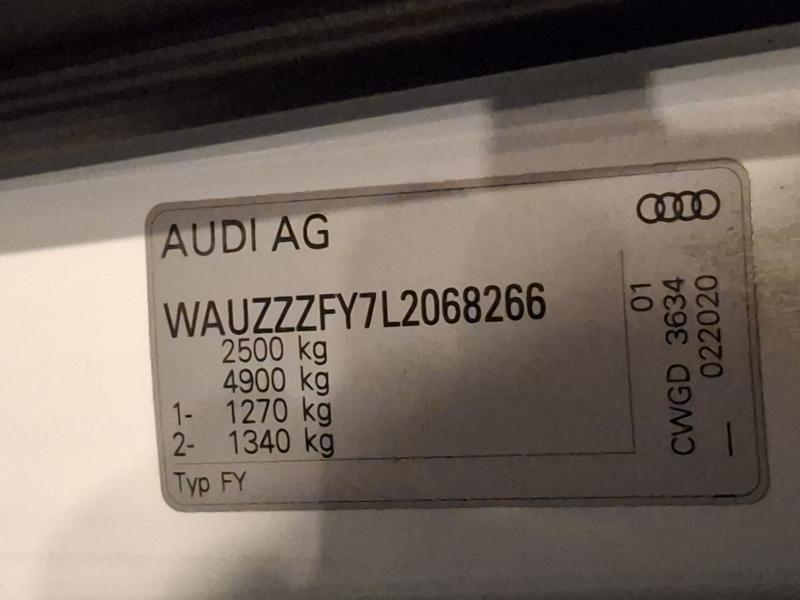 AUDI AG
WAUZZZFY7L2068266
2500 kg
4900 kg
1- 1270 kg
2- 1340 kg
Typ FY
01
CWGD 3634
022020